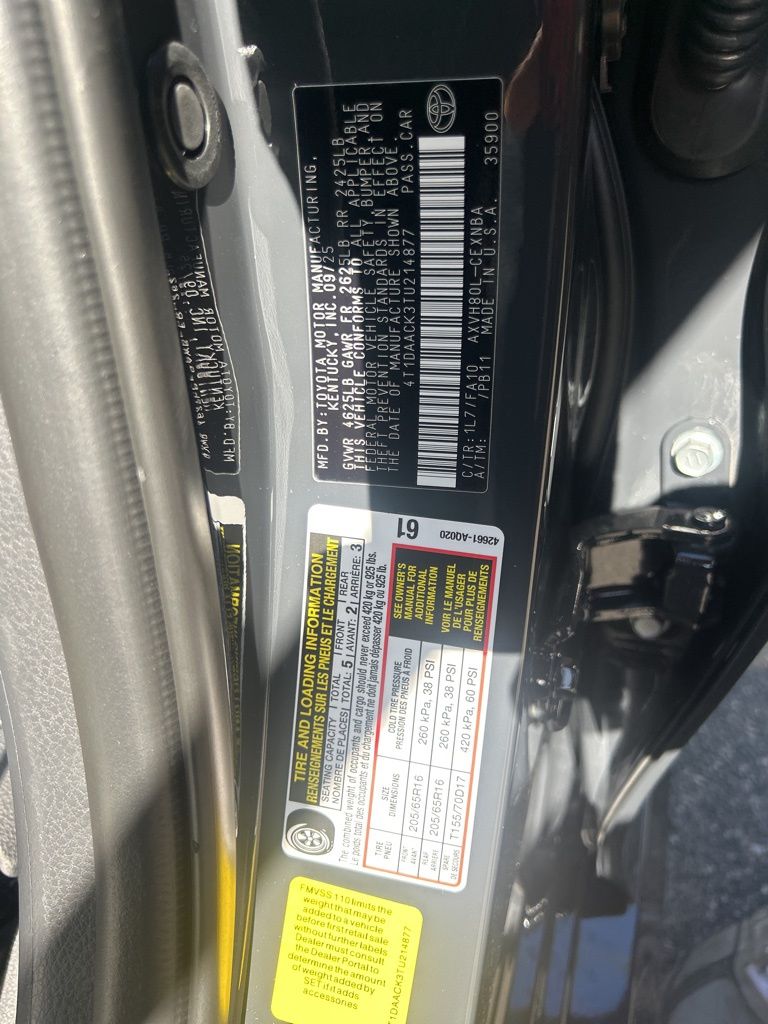 MFD.BY:TOYOTA MOTOR MANUFACTURING,
KENTUCKY, INC.09/25
GVWR 4625LB GAWR FR 2625LB RR 2425LB
THIS VEHICLE CONFORMS TO ALL APPLICABLE
FEDERAL MOTOR VEHICLE SAFETY, BUMPER, AND
THEFT PREVENTION STANDARDS IN EFFECT ON
THE DATE OF MANUFACTURE SHOWN ABOVE.
4T1DAACK3TU214877 PASS.CAR
C/TR: 1L7/FA10 AXVH80L-CEXNBA
A/TM: /PB11 MADE IN U.S.A. 35900
TIRE AND LOADING INFORMATION
RENSEIGNEMENTS SUR LES PNEUS ET LE CHARGEMENT
61
SEATING CAPACITY | TOTAL | FRONT | REAR
NOMBRE DE PLACES | TOTAL: 5 | AVANT: 2 | ARRIÈRE: 3
The combined weight of occupants and cargo should never exceed 420 kg or 925 lbs.
Le poids total des occupants et du chargement ne doit jamais dépasser 420 kg ou 925 lb.
42661-AQ020
TIRE SIZE COLD TIRE PRESSURE
PNEU DIMENSIONS PRESSION DES PNEUS À FROID
FRONT
AVANT 205/65R16 260 kPa, 38 PSI
REAR
ARRIÈRE 205/65R16 260 kPa, 38 PSI
SPARE
DE SECOURS T155/70D17 420 kPa, 60 PSI
SEE OWNER'S
MANUAL FOR
ADDITIONAL
INFORMATION
VOIR LE MANUEL
DE L'USAGER
POUR PLUS DE
RENSEIGNEMENTS
FMVSS 110 limits the
weight that may be
added to a vehicle
before first retail sale
without further labels
Dealer must consult
the Dealer Portal to
determine the amount
of weight added by
SET if it adds
accessories
4T1DAACK3TU214877